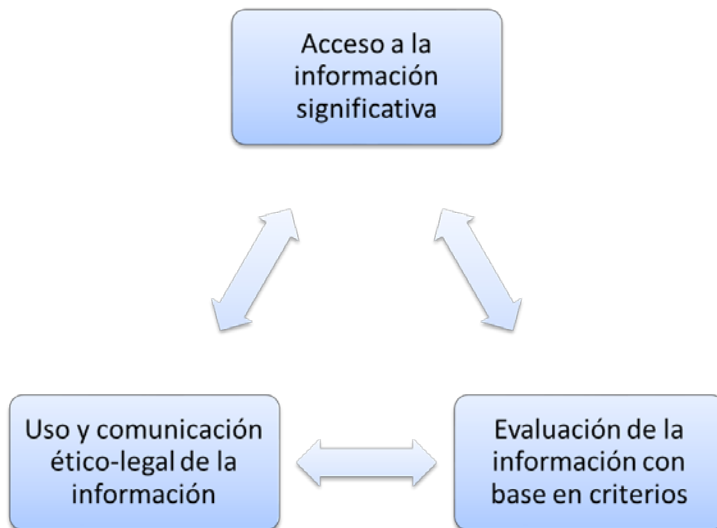 Acceso a la
información
significativa
Uso y comunicación
ético-legal de la
información
Evaluación de la
información con
base en criterios